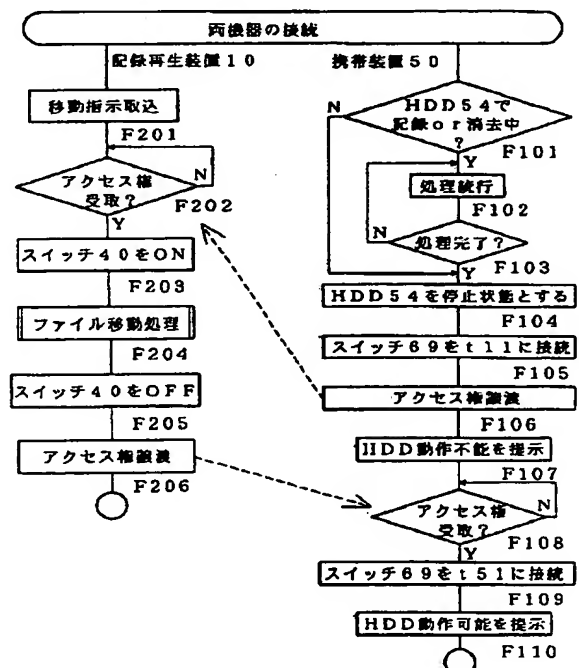 両機器の接続
記録再生装置10
移動指示取込
F201
アクセス権
受取?
N
F202
Y
スイッチ40をON
F203
ファイル移動処理
F204
スイッチ40をOFF
F205
アクセス権譲渡
F206
携帯装置50
N
HDD54で
記録or消去中
?
F101
Y
処理続行
F102
N
処理完了?
F103
Y
HDD54を停止状態とする
F104
スイッチ69をt11に接続
F105
アクセス権譲渡
F106
HDD動作不能を提示
F107
アクセス権
受取?
N
F108
Y
スイッチ69をt51に接続
F109
HDD動作可能を提示
F110